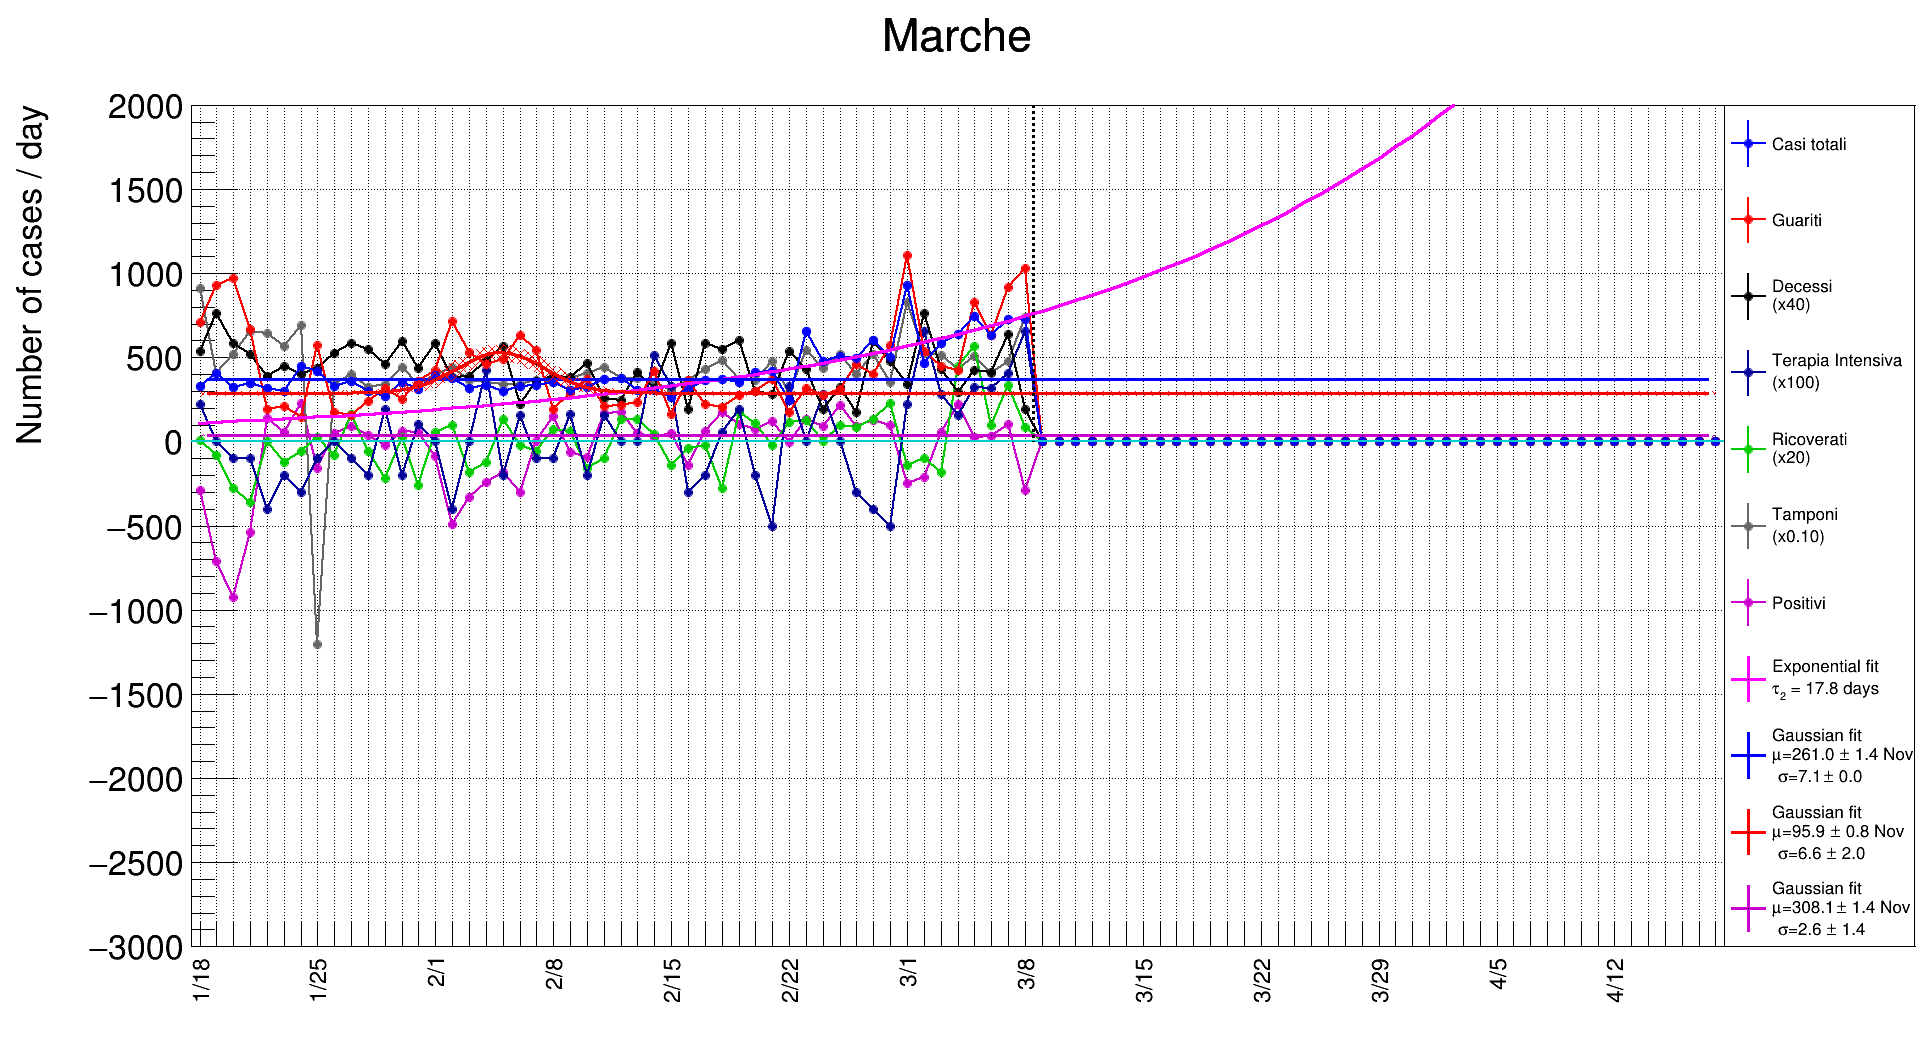 Marche
Number of cases / day
2000
1500
1000
500
0
−500
−1000
−1500
−2000
−2500
−3000
1/18
1/25
2/1
2/8
2/15
2/22
3/1
3/8
3/15
3/22
3/29
4/5
4/12
Casi totali
Guariti
Decessi
(x40)
Terapia Intensiva
(x100)
Ricoverati
(x20)
Tamponi
(x0.10)
Positivi
Exponential fit
τ2 = 17.8 days
Gaussian fit
μ=261.0 ± 1.4 Nov
σ=7.1 ± 0.0
Gaussian fit
μ=95.9 ± 0.8 Nov
σ=6.6 ± 2.0
Gaussian fit
μ=308.1 ± 1.4 Nov
σ=2.6 ± 1.4